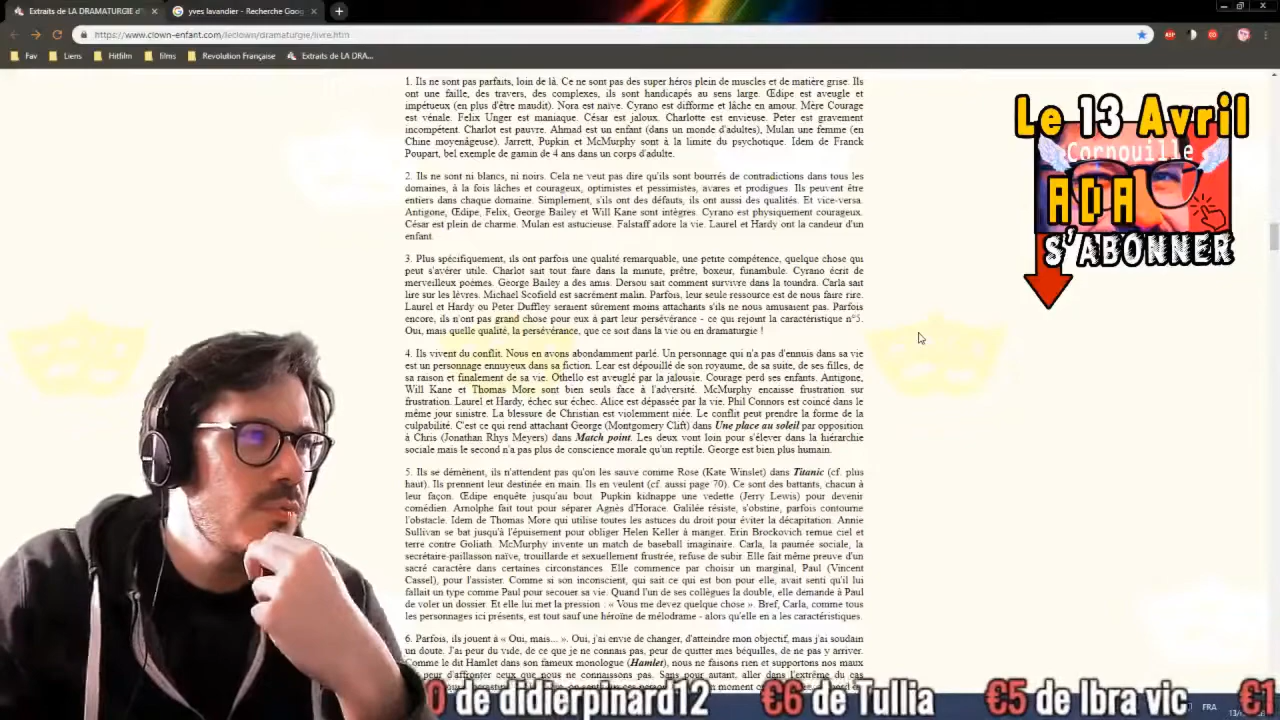 Extraits de LA DRAMATURGIE d'
yves lavandier - Recherche Goog
https://www.clown-enfant.com/leclown/dramaturgie/livre.htm
Fav Liens Hitfilm films Revolution Française Extraits de LA DRA...
1. Ils ne sont pas parfaits, loin de là. Ce ne sont pas des super héros plein de muscles et de matière grise. Ils
ont une faille, des travers, des complexes, ils sont handicapés au sens large. Œdipe est aveugle et
impétueux (en plus d'être maudit). Nora est naïve. Cyrano est difforme et lâche en amour. Mère Courage
est vénale. Felix Unger est maniaque. César est jaloux. Charlotte est envieuse. Peter est gravement
incompétent. Charlot est pauvre. Ahmad est un enfant (dans un monde d'adultes), Mulan une femme (en
Chine moyenâgeuse). Jarrett, Pupkin et McMurphy sont à la limite du psychotique. Idem de Franck
Poupart, bel exemple de gamin de 4 ans dans un corps d'adulte.
2. Ils ne sont ni blancs, ni noirs. Cela ne veut pas dire qu'ils sont bourrés de contradictions dans tous les
domaines, à la fois lâches et courageux, optimistes et pessimistes, avares et prodigues. Ils peuvent être
entiers dans chaque domaine. Simplement, s'ils ont des défauts, ils ont aussi des qualités. Et vice-versa.
Antigone, Œdipe, Felix, George Bailey et Will Kane sont intègres. Cyrano est physiquement courageux.
César est plein de charme. Mulan est astucieuse. Falstaff adore la vie. Laurel et Hardy ont la candeur d'un
enfant.
3. Plus spécifiquement, ils ont parfois une qualité remarquable, une petite compétence, quelque chose qui
peut s'avérer utile. Charlot sait tout faire dans la minute, prêtre, boxeur, funambule. Cyrano écrit de
merveilleux poèmes. George Bailey a des amis. Dersou sait comment survivre dans la toundra. Carla sait
lire sur les lèvres. Michael Scofield est sacrément malin. Parfois, leur seule ressource est de nous faire rire.
Laurel et Hardy ou Peter Duffley seraient sûrement moins attachants s'ils ne nous amusaient pas. Parfois
encore, ils n'ont pas grand chose pour eux à part leur persévérance - ce qui rejoint la caractéristique n°5.
Oui, mais quelle qualité, la persévérance, que ce soit dans la vie ou en dramaturgie !
4. Ils vivent du conflit. Nous en avons abondamment parlé. Un personnage qui n'a pas d'ennuis dans sa vie
est un personnage ennuyeux dans sa fiction. Lear est dépouillé de son royaume, de sa suite, de ses filles, de
sa raison et finalement de sa vie. Othello est aveuglé par la jalousie. Courage perd ses enfants. Antigone,
Will Kane et Thomas More sont bien seuls face à l'adversité. McMurphy encaisse frustration sur
frustration. Laurel et Hardy, échec sur échec. Alice est dépassée par la vie. Phil Connors est coincé dans le
même jour sinistre. La blessure de Christian est violemment niée. Le conflit peut prendre la forme de la
culpabilité. C'est ce qui rend attachant George (Montgomery Clift) dans Une place au soleil par opposition
à Chris (Jonathan Rhys Meyers) dans Match point. Les deux vont loin pour s'élever dans la hiérarchie
sociale mais le second n'a pas plus de conscience morale qu'un reptile. George est bien plus humain.
5. Ils se démènent, ils n'attendent pas qu'on les sauve comme Rose (Kate Winslet) dans Titanic (cf. plus
haut). Ils prennent leur destinée en main. Ils en veulent (cf. aussi page 70). Ce sont des battants, chacun à
leur façon. Œdipe enquête jusqu'au bout. Pupkin kidnappe une vedette (Jerry Lewis) pour devenir
comédien. Arnolphe fait tout pour séparer Agnès d'Horace. Galilée résiste, s'obstine, parfois contourne
l'obstacle. Idem de Thomas More qui utilise toutes les astuces du droit pour éviter la décapitation. Annie
Sullivan se bat jusqu'à l'épuisement pour obliger Helen Keller à manger. Erin Brockovich remue ciel et
terre contre Goliath. McMurphy invente un match de baseball imaginaire. Carla, la paumée sociale, la
secrétaire-paillasson naïve, trouillarde et sexuellement frustrée, refuse de subir. Elle fait même preuve d'un
sacré caractère dans certaines circonstances. Elle commence par choisir un marginal, Paul (Vincent
Cassel), pour l'assister. Comme si son inconscient, qui sait ce qui est bon pour elle, avait senti qu'il lui
fallait un type comme Paul pour secouer sa vie. Quand l'un de ses collègues la double, elle demande à Paul
de voler un dossier. Et elle lui met la pression : « Vous me devez quelque chose ». Bref, Carla, comme tous
les personnages ici présents, est tout sauf une héroïne de mélodrame - alors qu'elle en a les caractéristiques.
6. Parfois, ils jouent à « Oui, mais... ». Oui, j'ai envie de changer, d'atteindre mon objectif, mais j'ai soudain
un doute. J'ai peur du vide, de ce que je ne connais pas, peur de quitter mes béquilles, de ne pas y arriver.
Comme le dit Hamlet dans son fameux monologue (Hamlet), nous ne faisons rien et supportons nos maux
peur d'affronter ceux que nous ne connaissons pas. Sans pour autant, aller dans l'extrême du cas
Le 13 Avril
Cornouille
ADA
S'ABONNER
0 de didierpinard12 €6 de Tullia €5 de Ibra vic €1
FRA